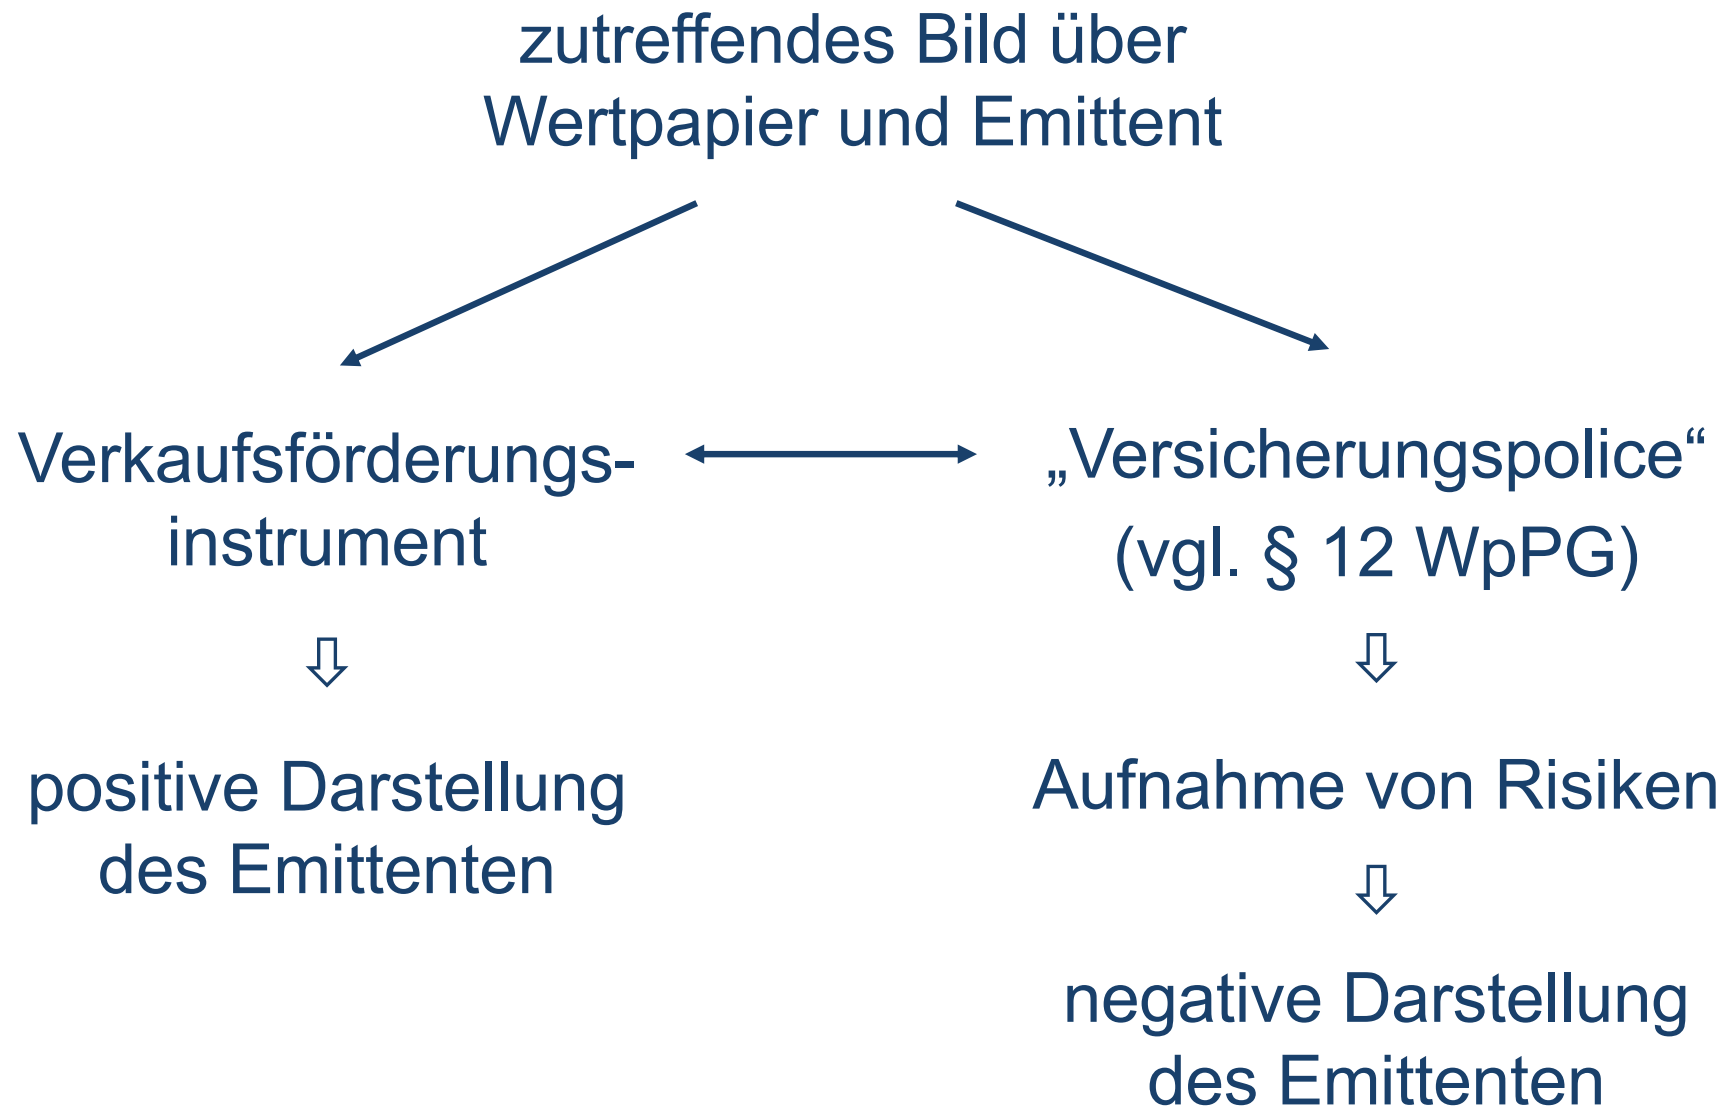 zutreffendes Bild über
Wertpapier und Emittent
Verkaufsförderungs-
instrument
„Versicherungspolice“
(vgl. § 12 WpPG)
positive Darstellung
des Emittenten
Aufnahme von Risiken
negative Darstellung
des Emittenten